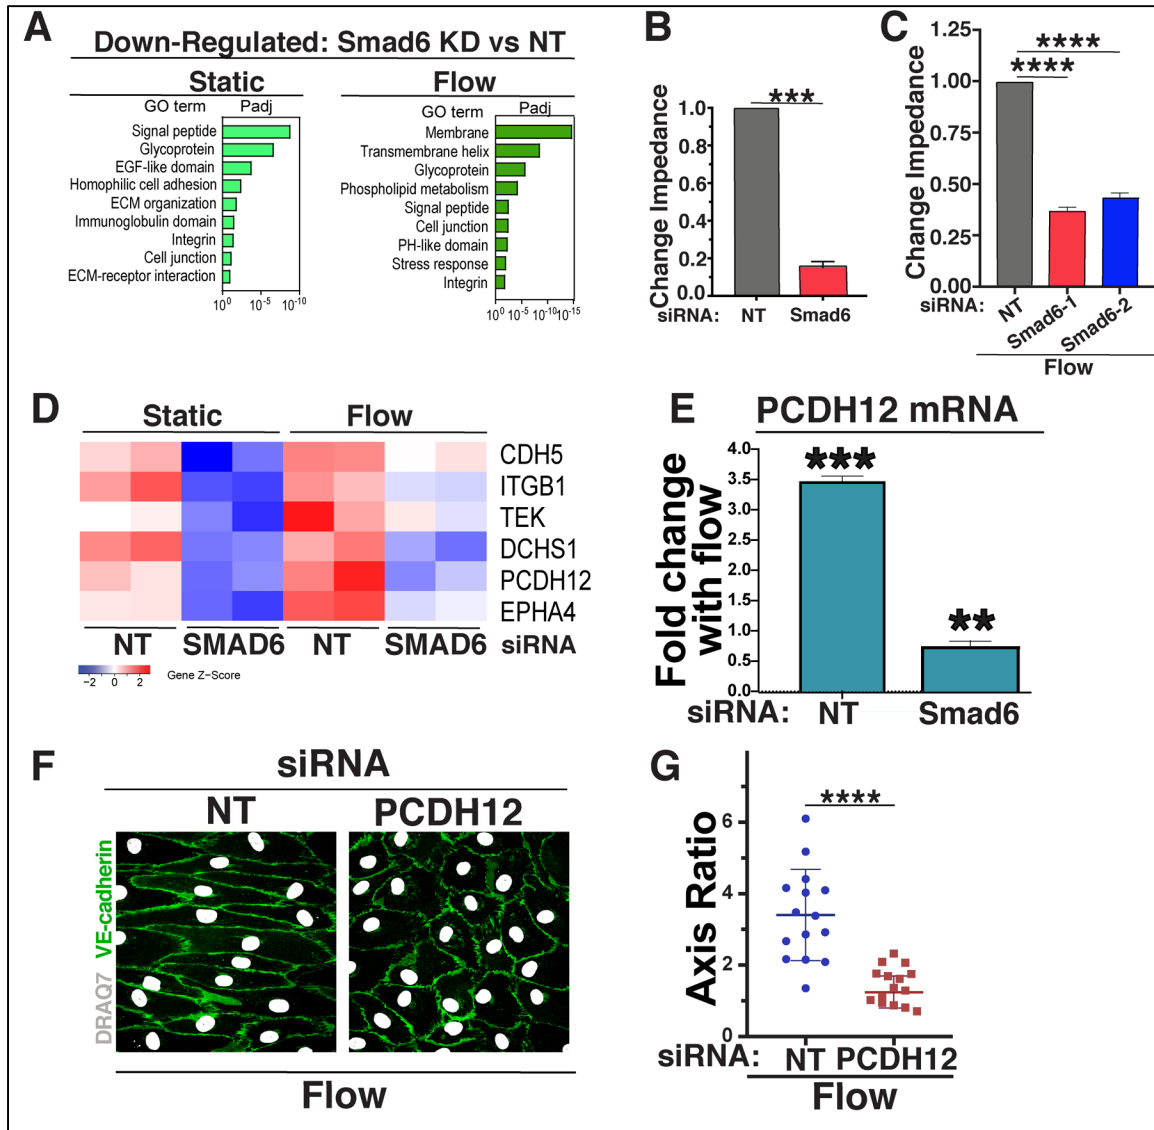 A
Down-Regulated: Smad6 KD vs NT
Static
GO term Padj
Signal peptide
Glycoprotein
EGF-like domain
Homophilic cell adhesion
ECM organization
Immunoglobulin domain
Integrin
Cell junction
ECM-receptor interaction
10⁰ 10⁻⁵ 10⁻¹⁰
Flow
GO term Padj
Membrane
Transmembrane helix
Glycoprotein
Phospholipid metabolism
Signal peptide
Cell junction
PH-like domain
Stress response
Integrin
10⁰ 10⁻⁵ 10⁻¹⁰ 10⁻¹⁵
B
Change Impedance
1.0
0.8
0.6
0.4
0.2
0.0
***
siRNA: NT Smad6
C
Change Impedance
1.25
1.00
0.75
0.50
0.25
0.00
****
****
siRNA: NT Smad6-1 Smad6-2
Flow
D
Static Flow
CDH5
ITGB1
TEK
DCHS1
PCDH12
EPHA4
NT SMAD6 NT SMAD6 siRNA
−2 0 2 Gene Z−Score
E
PCDH12 mRNA
Fold change
with flow
4.0
3.5
3.0
2.5
2.0
1.5
1.0
0.5
0.0
***
**
siRNA: NT Smad6
F
siRNA
NT PCDH12
DRAQ7 VE-cadherin
Flow
G
Axis Ratio
6
4
2
0
****
siRNA: NT PCDH12
Flow